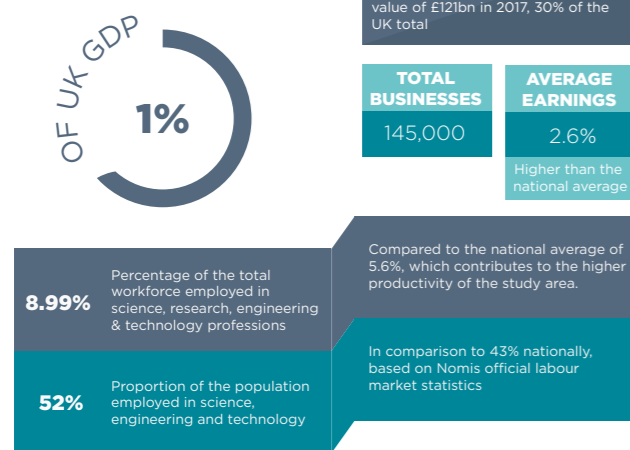 OF UK GDP
1%
value of £121bn in 2017, 30% of the
UK total
TOTAL
BUSINESSES
145,000
AVERAGE
EARNINGS
2.6%
Higher than the
national average
8.99%
Percentage of the total
workforce employed in
science, research, engineering
& technology professions
Compared to the national average of
5.6%, which contributes to the higher
productivity of the study area.
52%
Proportion of the population
employed in science,
engineering and technology
In comparison to 43% nationally,
based on Nomis official labour
market statistics